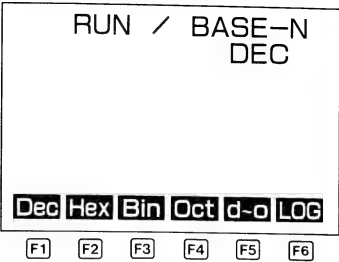 RUN / BASE-N
DEC
Dec Hex Bin Oct d~o LOG
F1 F2 F3 F4 F5 F6